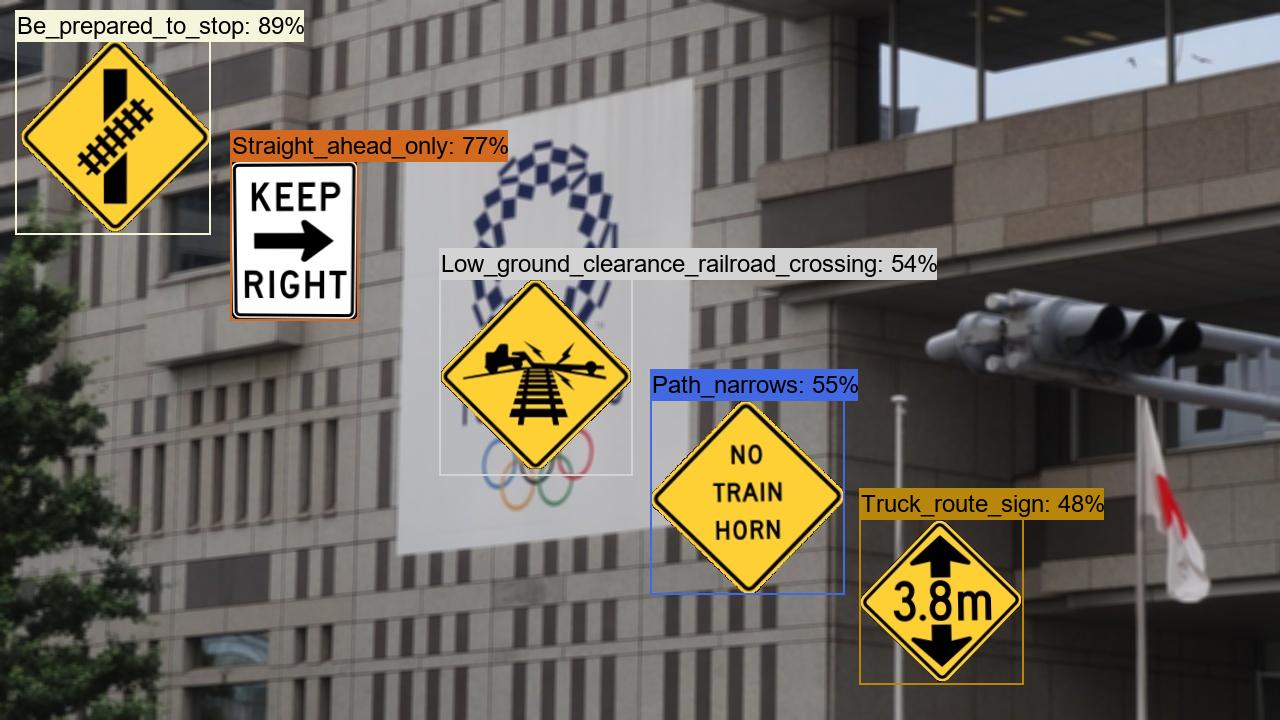 Be_prepared_to_stop: 89%
Straight_ahead_only: 77%
KEEP
RIGHT
Low_ground_clearance_railroad_crossing: 54%
Path_narrows: 55%
NO
TRAIN
HORN
Truck_route_sign: 48%
3.8m